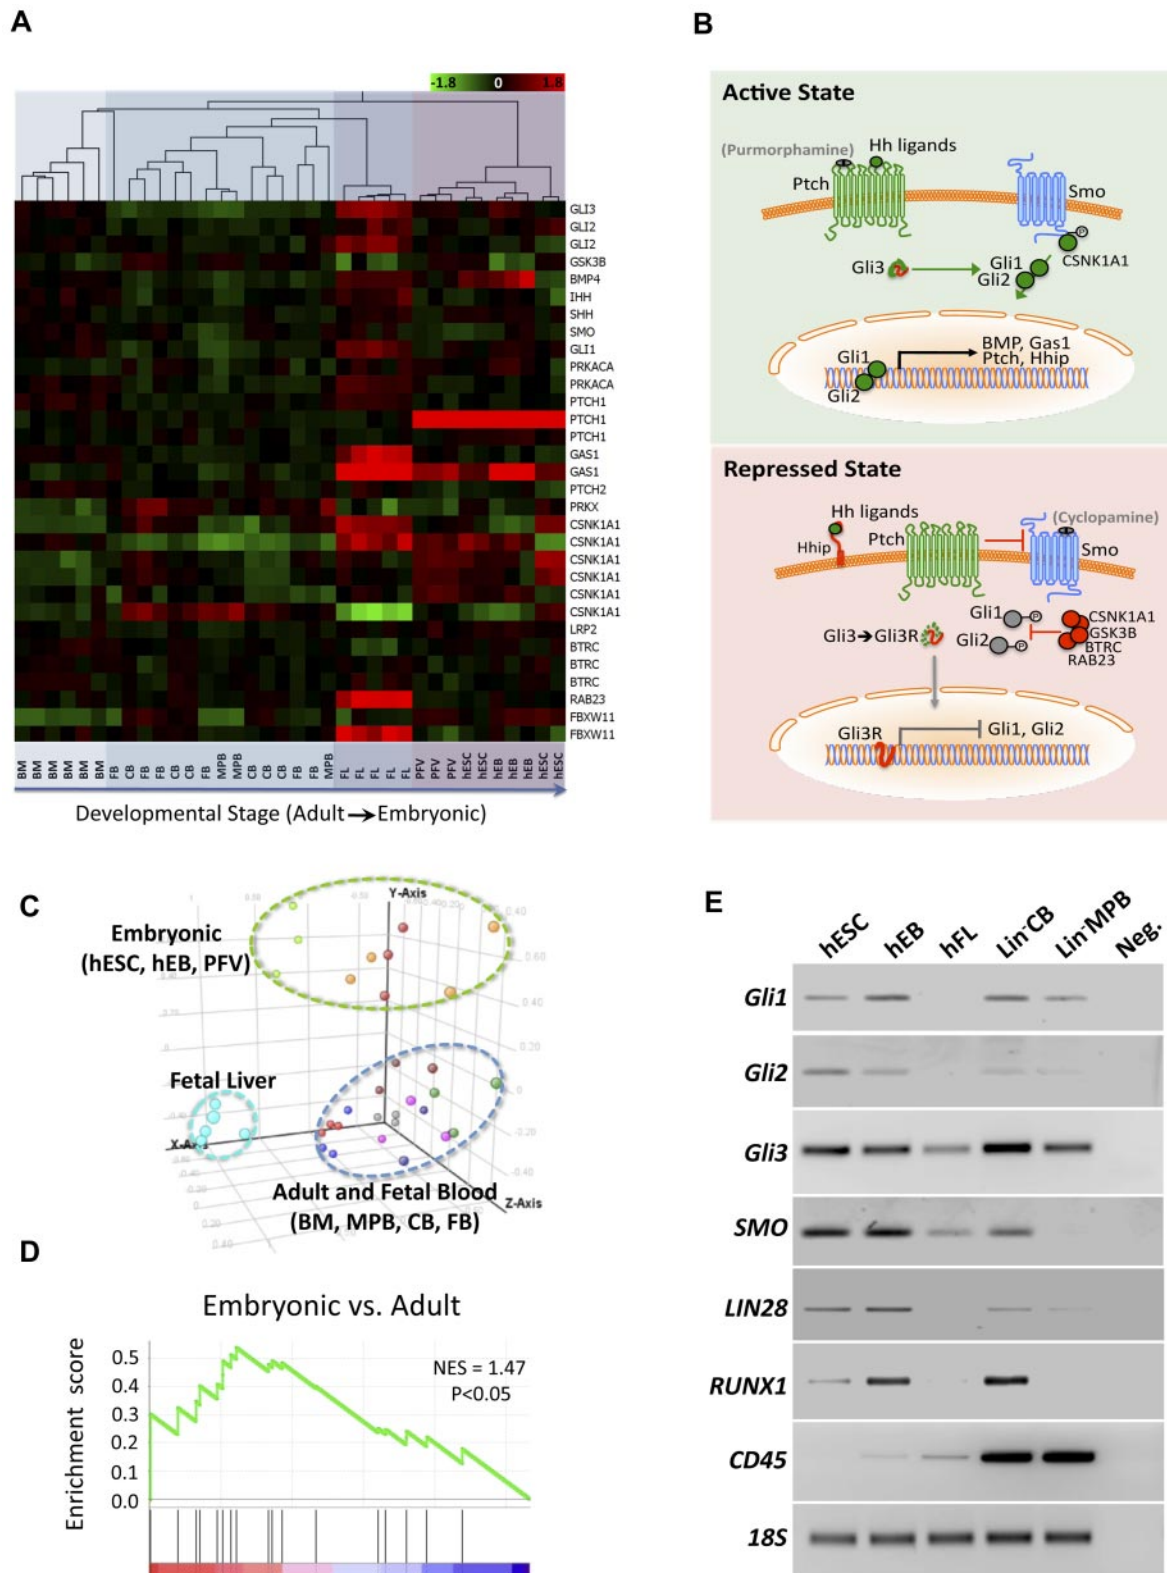 A
-1.8 0 1.8
GLI3
GLI2
GLI2
GSK3B
BMP4
IHH
SHH
SMO
GLI1
PRKACA
PRKACA
PTCH1
PTCH1
PTCH1
GAS1
GAS1
PTCH2
PRKX
CSNK1A1
CSNK1A1
CSNK1A1
CSNK1A1
CSNK1A1
CSNK1A1
LRP2
BTRC
BTRC
BTRC
RAB23
FBXW11
FBXW11
BM BM BM BM BM BM FB CB FB FB CB CB FB MPB MPB CB CB CB FB FB MPB FL FL FL FL FL PFV PFV PFV hESC hESC hEB hEB hEB hESC hESC
Developmental Stage (Adult→Embryonic)
B
Active State
(Purmorphamine) Hh ligands
Ptch
Smo
P
CSNK1A1
Gli3
Gli1
Gli2
BMP, Gas1
Ptch, Hhip
Gli1
Gli2
Repressed State
Hh ligands
Ptch
(Cyclopamine)
Hhip
Smo
Gli1
P
CSNK1A1
GSK3B
BTRC
RAB23
Gli3→Gli3R
Gli2
P
Gli3R
Gli1, Gli2
C
Y-Axis
Embryonic
(hESC, hEB, PFV)
Fetal Liver
X-Axis
Adult and Fetal Blood
(BM, MPB, CB, FB)
Z-Axis
D
Embryonic vs. Adult
Enrichment score
0.5
0.4
0.3
0.2
0.1
0.0
NES = 1.47
P<0.05
E
hESC hEB hFL Lin-CB Lin-MPB Neg.
Gli1
Gli2
Gli3
SMO
LIN28
RUNX1
CD45
18S